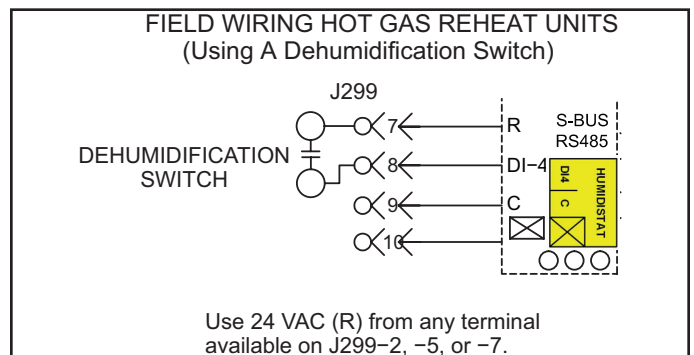 FIELD WIRING HOT GAS REHEAT UNITS
(Using A Dehumidification Switch)
J299
DEHUMIDIFICATION
SWITCH
7
8
9
10
R
DI−4
C
S-BUS
RS485
HUMIDISTAT
DI4
C
Use 24 VAC (R) from any terminal
available on J299−2, −5, or −7.